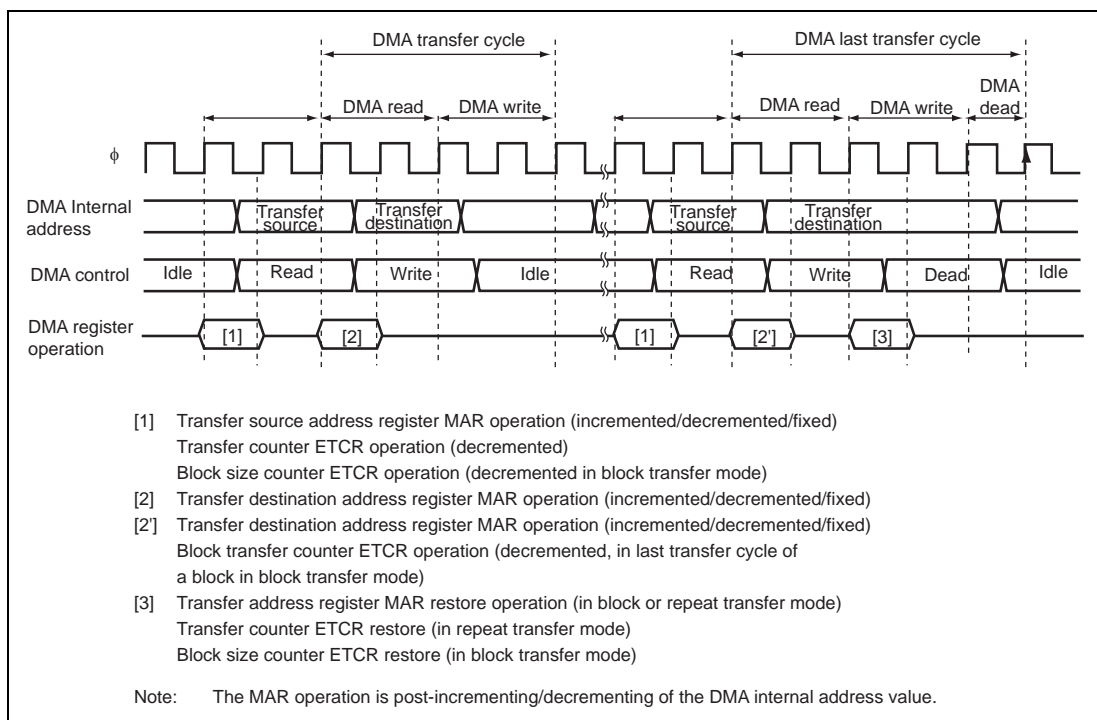 DMA transfer cycle
DMA last transfer cycle
DMA read
DMA write
DMA read
DMA write
DMA
dead
ϕ
DMA Internal
address
Transfer
source
Transfer
destination
Transfer
source
Transfer
destination
DMA control
Idle
Read
Write
Idle
Read
Write
Dead
Idle
DMA register
operation
[1]
[2]
[1]
[2']
[3]
[1] Transfer source address register MAR operation (incremented/decremented/fixed)
Transfer counter ETCR operation (decremented)
Block size counter ETCR operation (decremented in block transfer mode)
[2] Transfer destination address register MAR operation (incremented/decremented/fixed)
[2'] Transfer destination address register MAR operation (incremented/decremented/fixed)
Block transfer counter ETCR operation (decremented, in last transfer cycle of
a block in block transfer mode)
[3] Transfer address register MAR restore operation (in block or repeat transfer mode)
Transfer counter ETCR restore (in repeat transfer mode)
Block size counter ETCR restore (in block transfer mode)
Note: The MAR operation is post-incrementing/decrementing of the DMA internal address value.